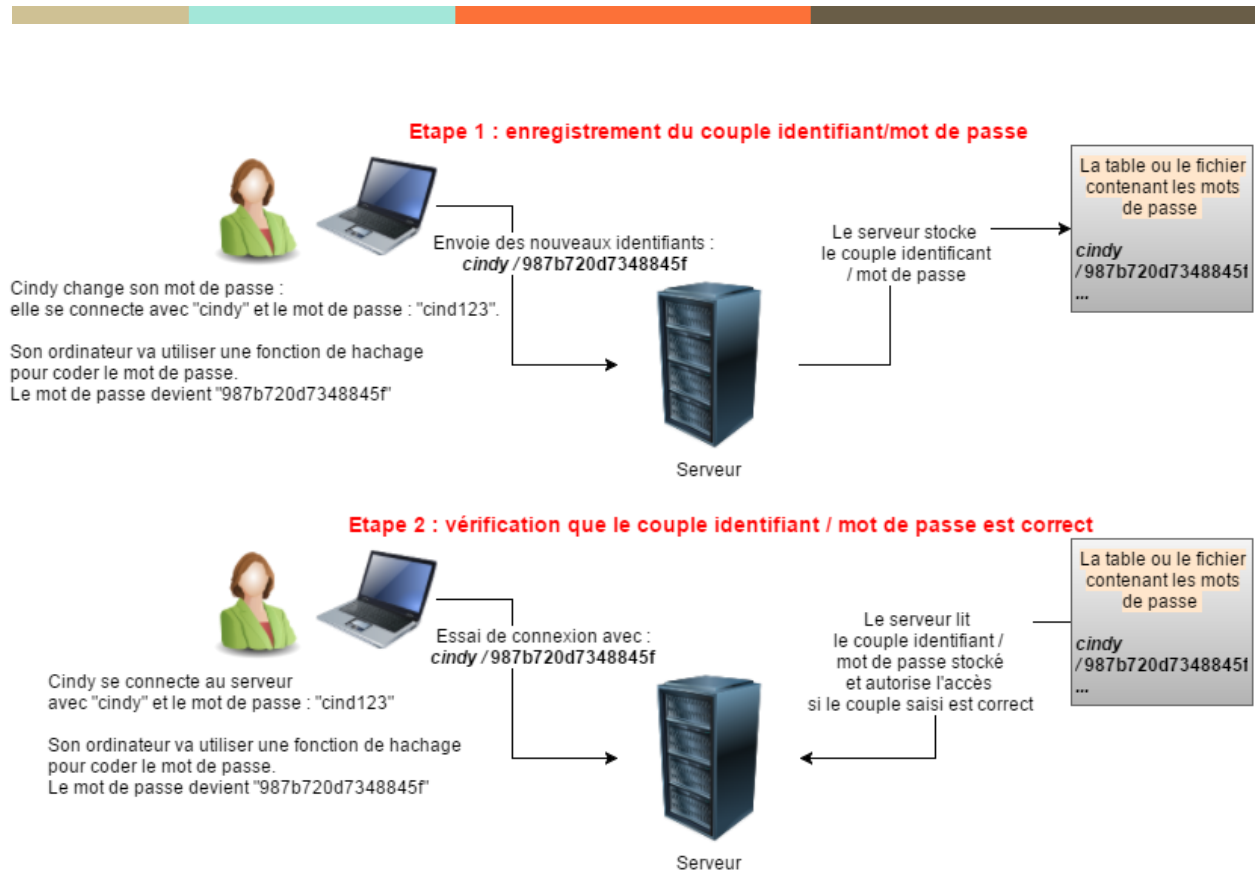 Etape 1 : enregistrement du couple identifiant/mot de passe
La table ou le fichier
contenant les mots
de passe
cindy
/987b720d7348845f
...
Envoie des nouveaux identifiants :
cindy / 987b720d7348845f
Le serveur stocke
le couple identificant
/ mot de passe
Cindy change son mot de passe :
elle se connecte avec "cindy" et le mot de passe : "cind123".
Son ordinateur va utiliser une fonction de hachage
pour coder le mot de passe.
Le mot de passe devient "987b720d7348845f"
Serveur
Etape 2 : vérification que le couple identifiant / mot de passe est correct
La table ou le fichier
contenant les mots
de passe
cindy
/987b720d7348845f
...
Essai de connexion avec :
cindy / 987b720d7348845f
Le serveur lit
le couple identifiant /
mot de passe stocké
et autorise l'accès
si le couple saisi est correct
Cindy se connecte au serveur
avec "cindy" et le mot de passe : "cind123"
Son ordinateur va utiliser une fonction de hachage
pour coder le mot de passe.
Le mot de passe devient "987b720d7348845f"
Serveur